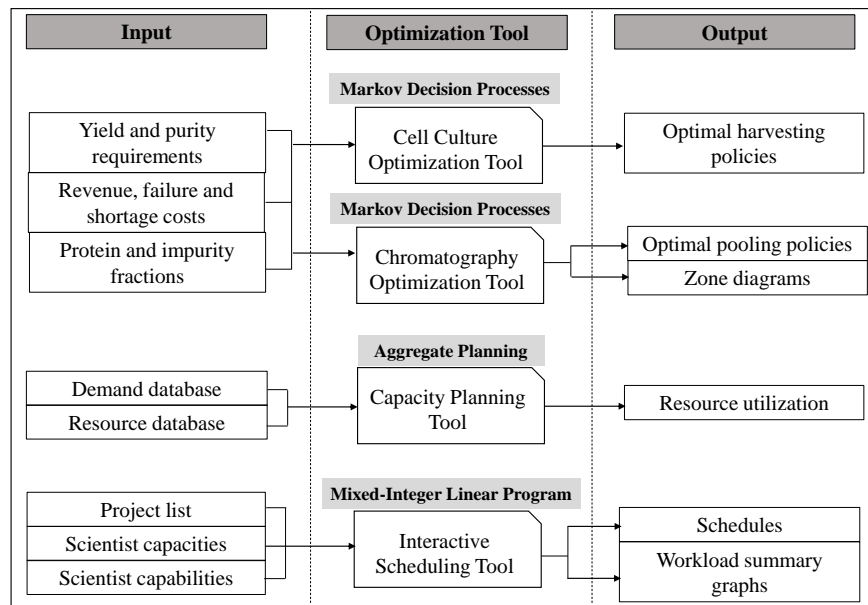 Input
Optimization Tool
Output
Markov Decision Processes
Yield and purity
requirements
Revenue, failure and
shortage costs
Protein and impurity
fractions
Cell Culture
Optimization Tool
Optimal harvesting
policies
Markov Decision Processes
Chromatography
Optimization Tool
Optimal pooling policies
Zone diagrams
Aggregate Planning
Demand database
Resource database
Capacity Planning
Tool
Resource utilization
Mixed-Integer Linear Program
Project list
Scientist capacities
Scientist capabilities
Interactive
Scheduling Tool
Schedules
Workload summary
graphs